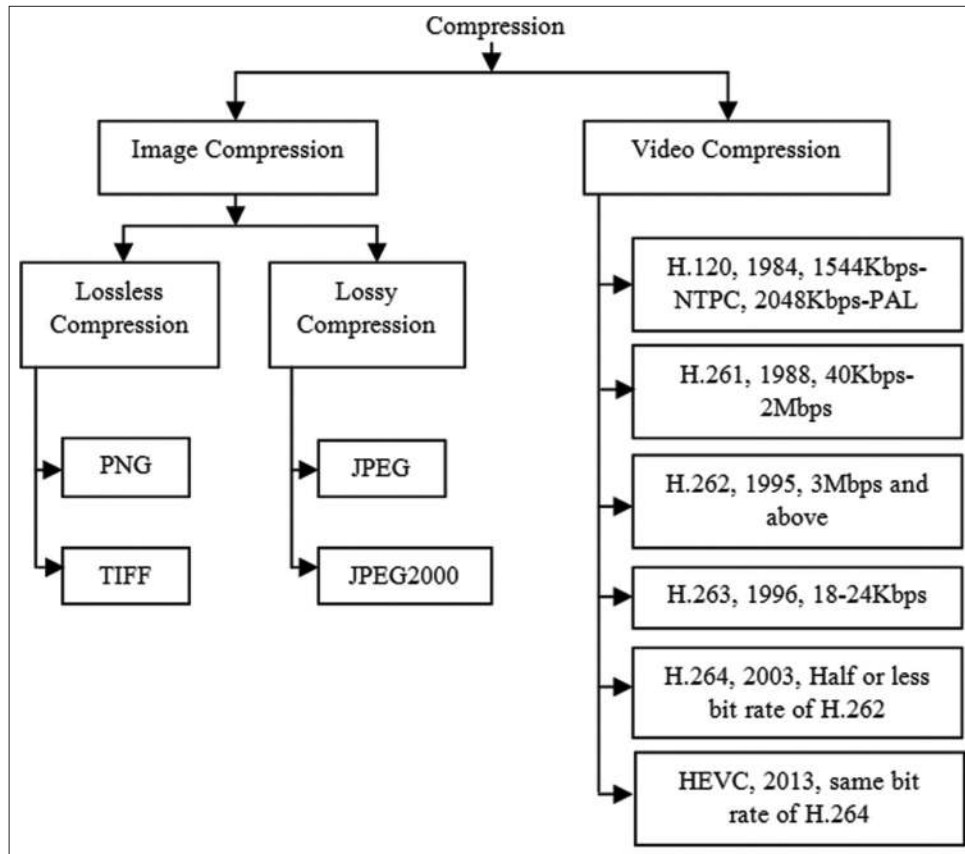 Compression
Image Compression
Video Compression
Lossless
Compression
Lossy
Compression
PNG
TIFF
JPEG
JPEG2000
H.120, 1984, 1544Kbps-
NTPC, 2048Kbps-PAL
H.261, 1988, 40Kbps-
2Mbps
H.262, 1995, 3Mbps and
above
H.263, 1996, 18-24Kbps
H.264, 2003, Half or less
bit rate of H.262
HEVC, 2013, same bit
rate of H.264